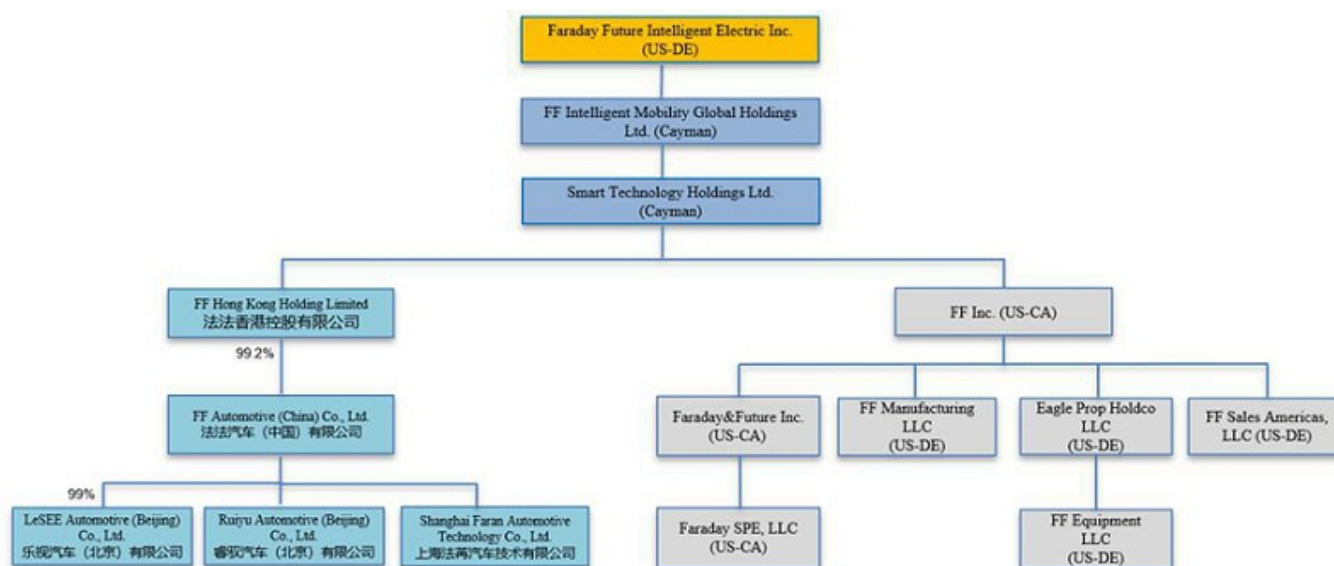 Faraday Future Intelligent Electric Inc.
(US-DE)
FF Intelligent Mobility Global Holdings
Ltd. (Cayman)
Smart Technology Holdings Ltd.
(Cayman)
FF Hong Kong Holding Limited
法法香港控股有限公司
FF Inc. (US-CA)
99.2%
FF Automotive (China) Co., Ltd.
法法汽车（中国）有限公司
Faraday&Future Inc.
(US-CA)
FF Manufacturing
LLC
(US-DE)
Eagle Prop Holdco
LLC
(US-DE)
FF Sales Americas,
LLC (US-DE)
99%
LeSEE Automotive (Beijing)
Co., Ltd.
乐视汽车（北京）有限公司
Ruiyu Automotive (Beijing)
Co., Ltd.
睿驭汽车（北京）有限公司
Shanghai Faran Automotive
Technology Co., Ltd.
上海法苒汽车技术有限公司
Faraday SPE, LLC
(US-CA)
FF Equipment
LLC
(US-DE)